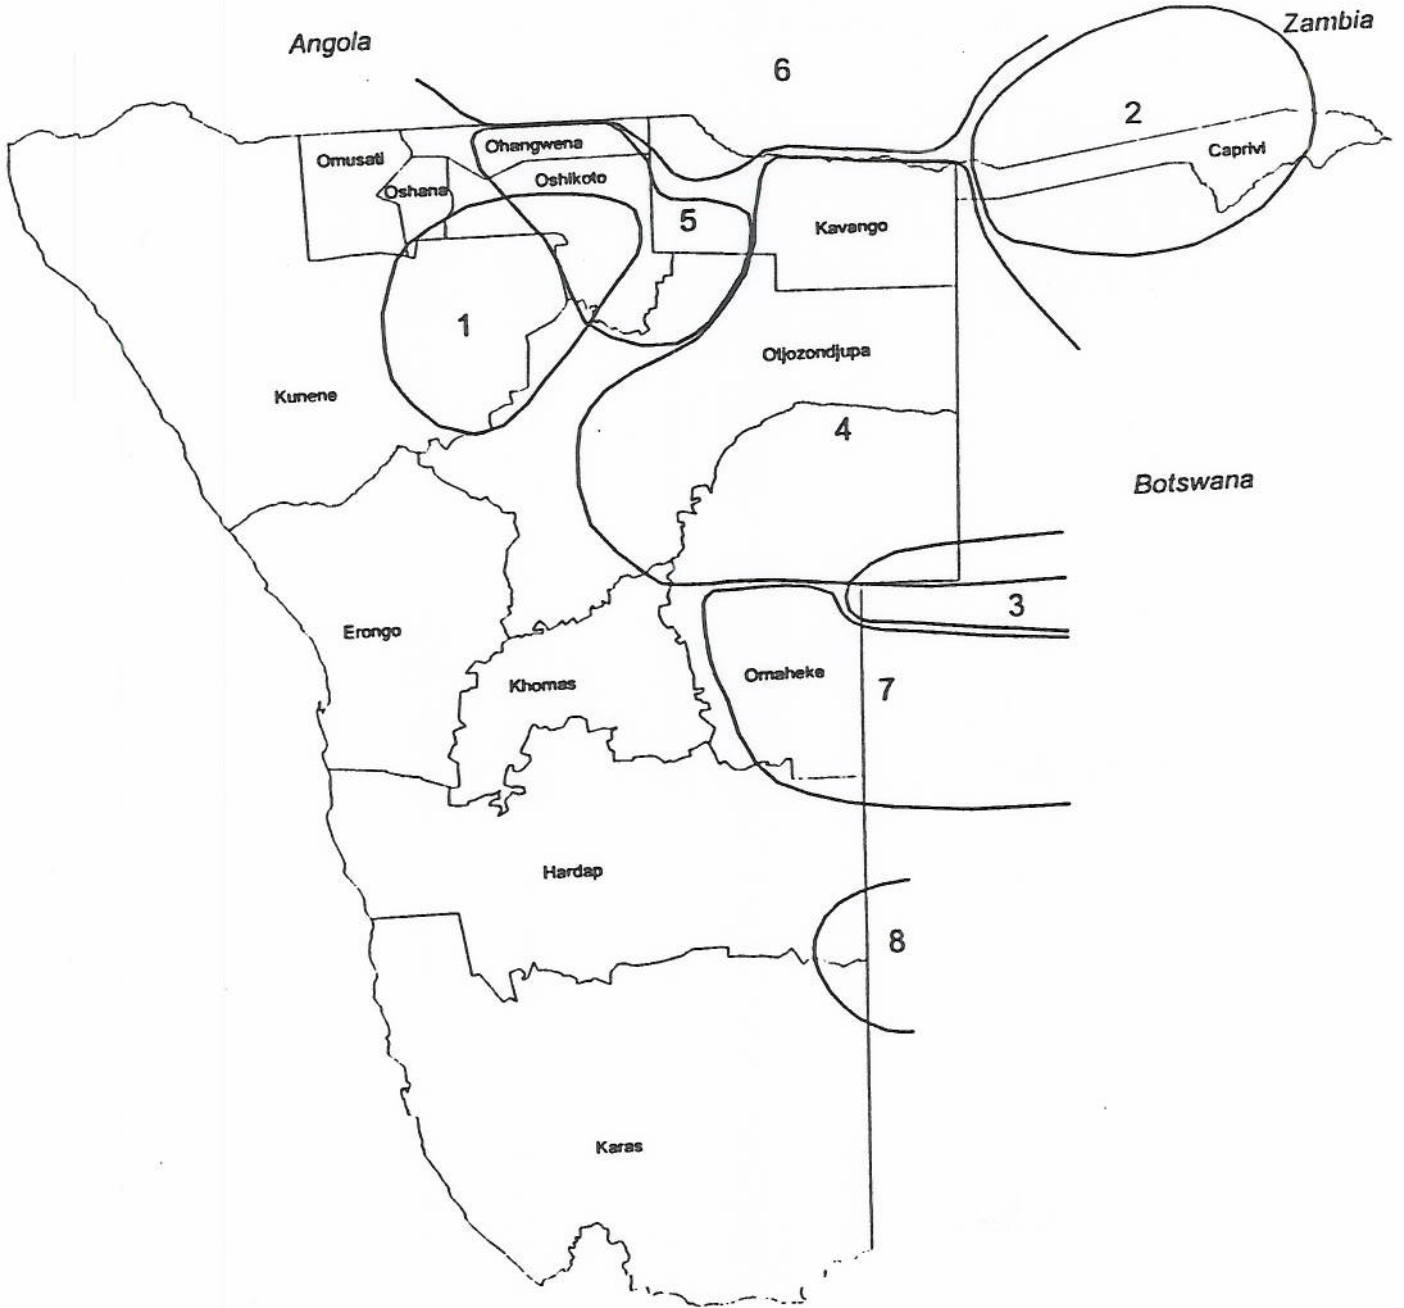 Angola
Zambia
6
2
Omusati
Ohangwena
Caprivi
Oshana
Oshikoto
5
Kavango
1
Otjozondjupa
Kunene
4
Botswana
3
Erongo
Khomas
Omaheke
7
Hardap
8
Karas